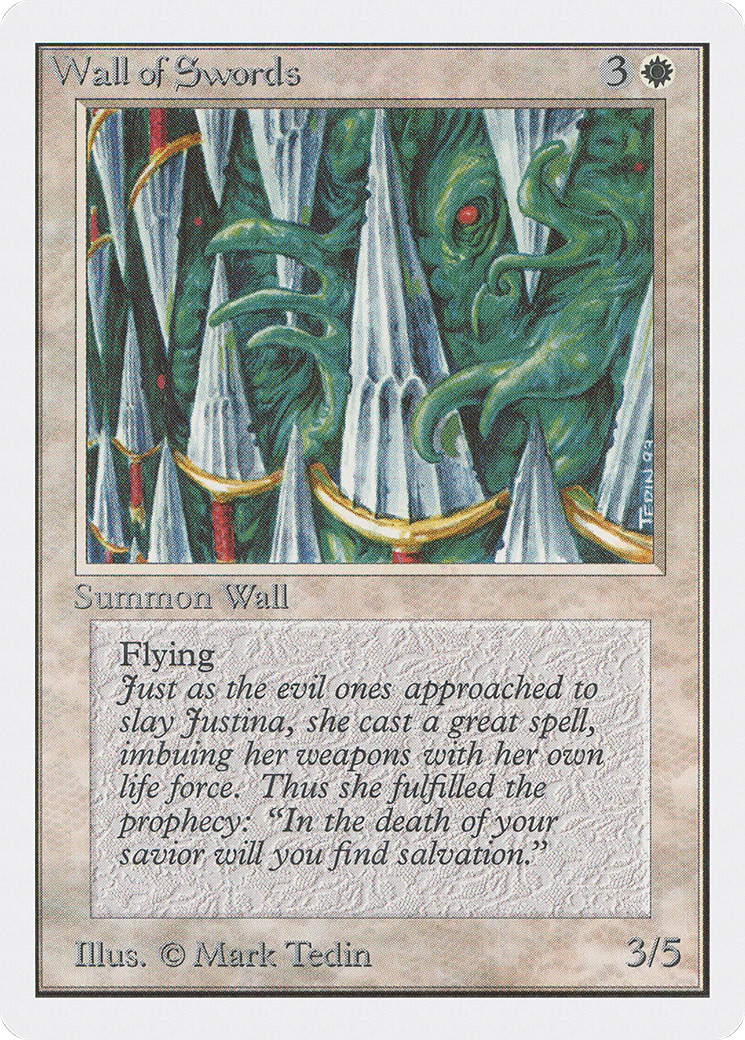 Wall of Swords 3
TEDIN 93
Summon Wall
Flying
Just as the evil ones approached to
slay Justina, she cast a great spell,
imbuing her weapons with her own
life force. Thus she fulfilled the
prophecy: “In the death of your
savior will you find salvation.”
Illus. © Mark Tedin 3/5